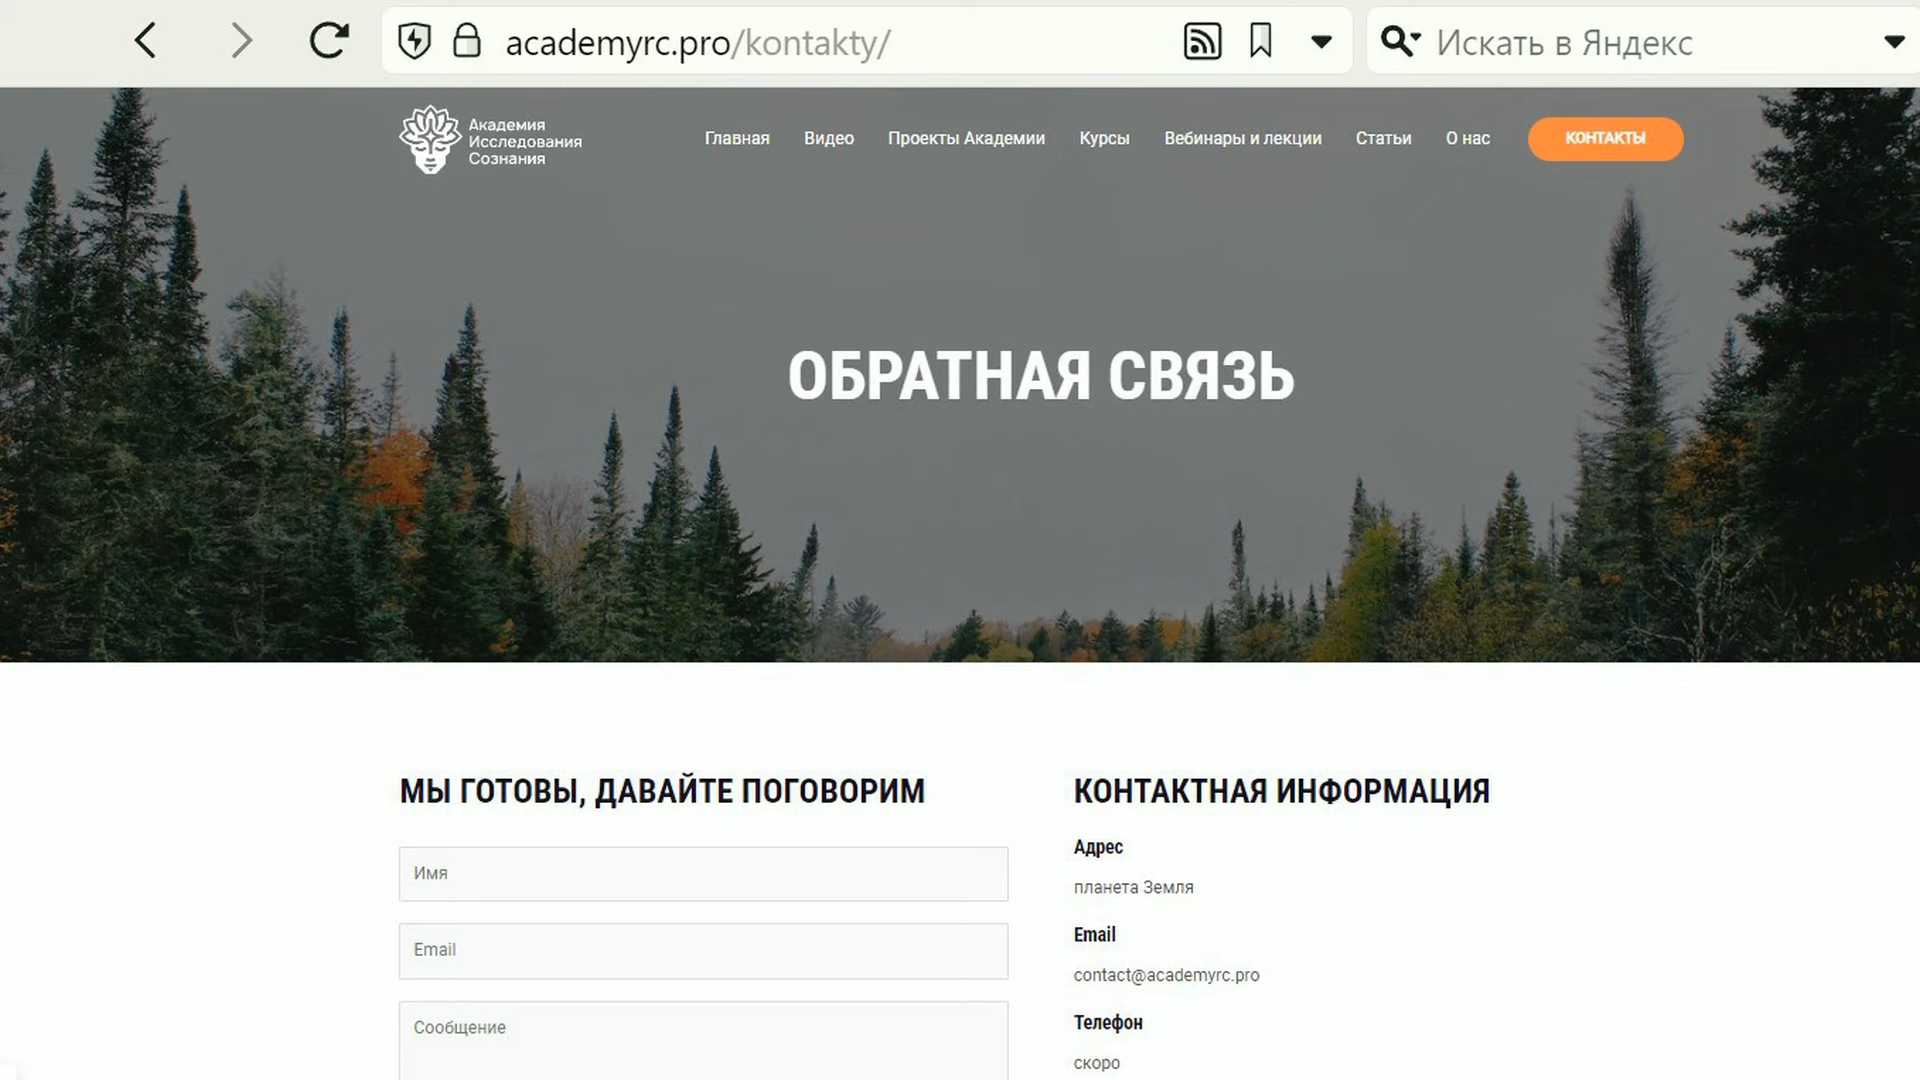 academyrc.pro/kontakty/
Искать в Яндекс
Академия
Исследования
Сознания
Главная
Видео
Проекты Академии
Курсы
Вебинары и лекции
Статьи
О нас
КОНТАКТЫ
ОБРАТНАЯ СВЯЗЬ
МЫ ГОТОВЫ, ДАВАЙТЕ ПОГОВОРИМ
Имя
Email
Сообщение
КОНТАКТНАЯ ИНФОРМАЦИЯ
Адрес
планета Земля
Email
contact@academyrc.pro
Телефон
скоро